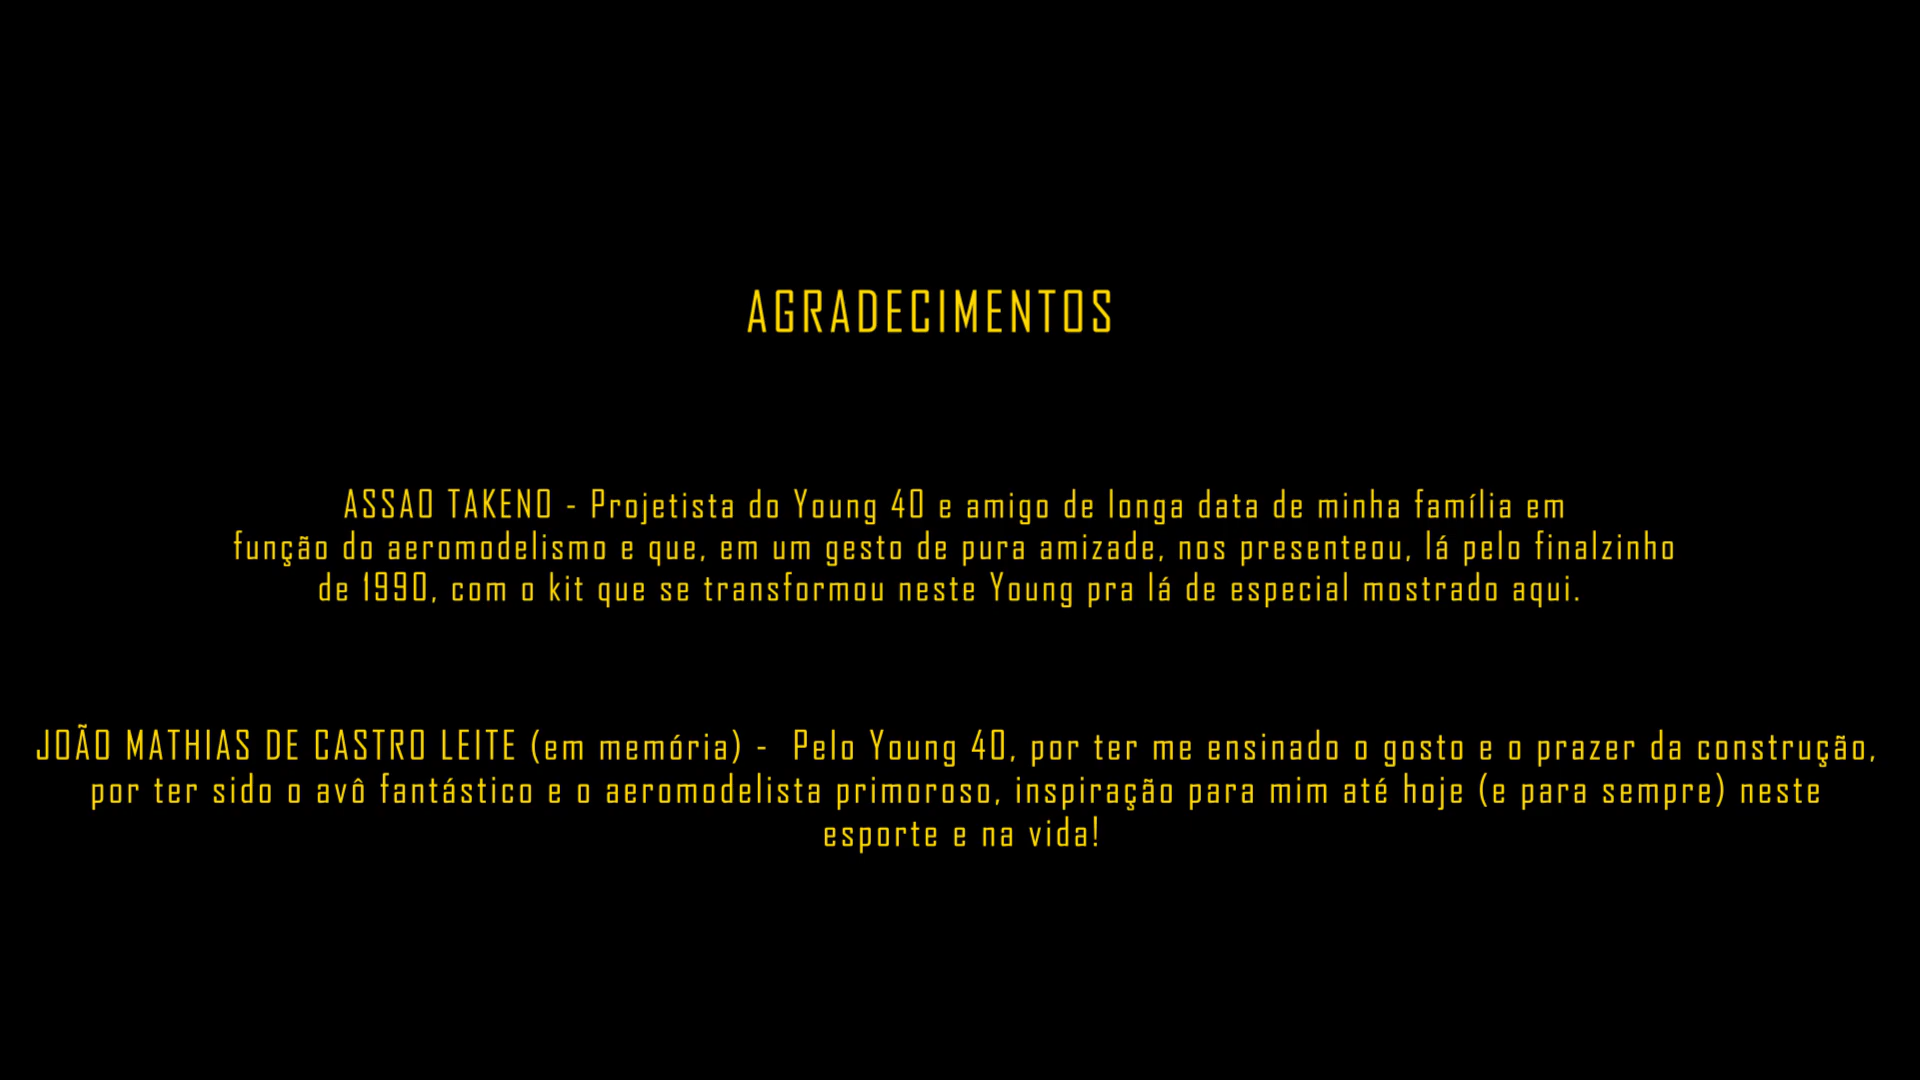 AGRADECIMENTOS
ASSAO TAKENO - Projetista do Young 40 e amigo de longa data de minha família em
função do aeromodelismo e que, em um gesto de pura amizade, nos presenteou, lá pelo finalzinho
de 1990, com o kit que se transformou neste Young pra lá de especial mostrado aqui.
JOÃO MATHIAS DE CASTRO LEITE (em memória) -  Pelo Young 40, por ter me ensinado o gosto e o prazer da construção,
por ter sido o avô fantástico e o aeromodelista primoroso, inspiração para mim até hoje (e para sempre) neste
esporte e na vida!